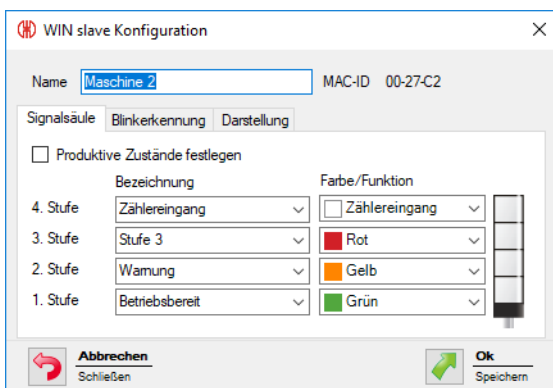 WIN slave Konfiguration
Name Maschine 2 MAC-ID 00-27-C2
Signalsäule Blinkerkennung Darstellung
Produktive Zustände festlegen
Bezeichnung Farbe/Funktion
4. Stufe Zählereingang Zählereingang
3. Stufe Stufe 3 Rot
2. Stufe Warnung Gelb
1. Stufe Betriebsbereit Grün
Abbrechen Ok
Schließen Speichern